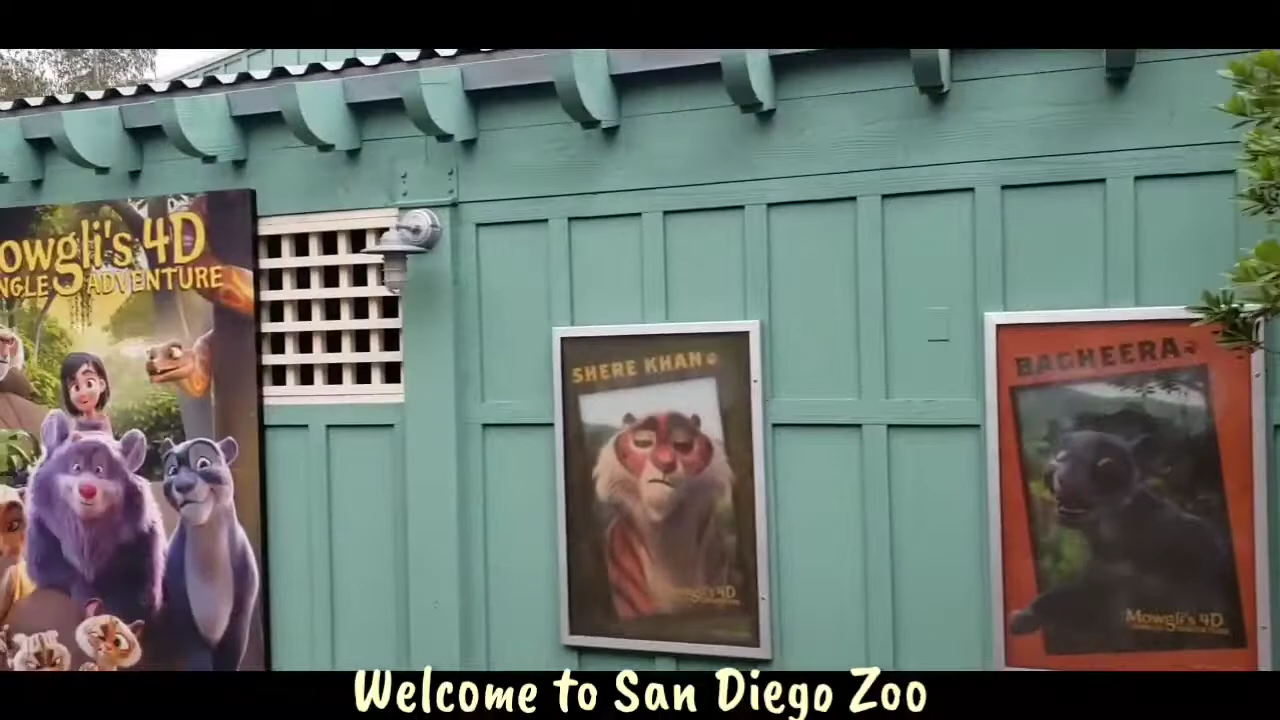 owgli's 4D
NGLE ADVENTURE
SHERE KHAN
BAGHEERA
Mowgli's 4D
Welcome to San Diego Zoo